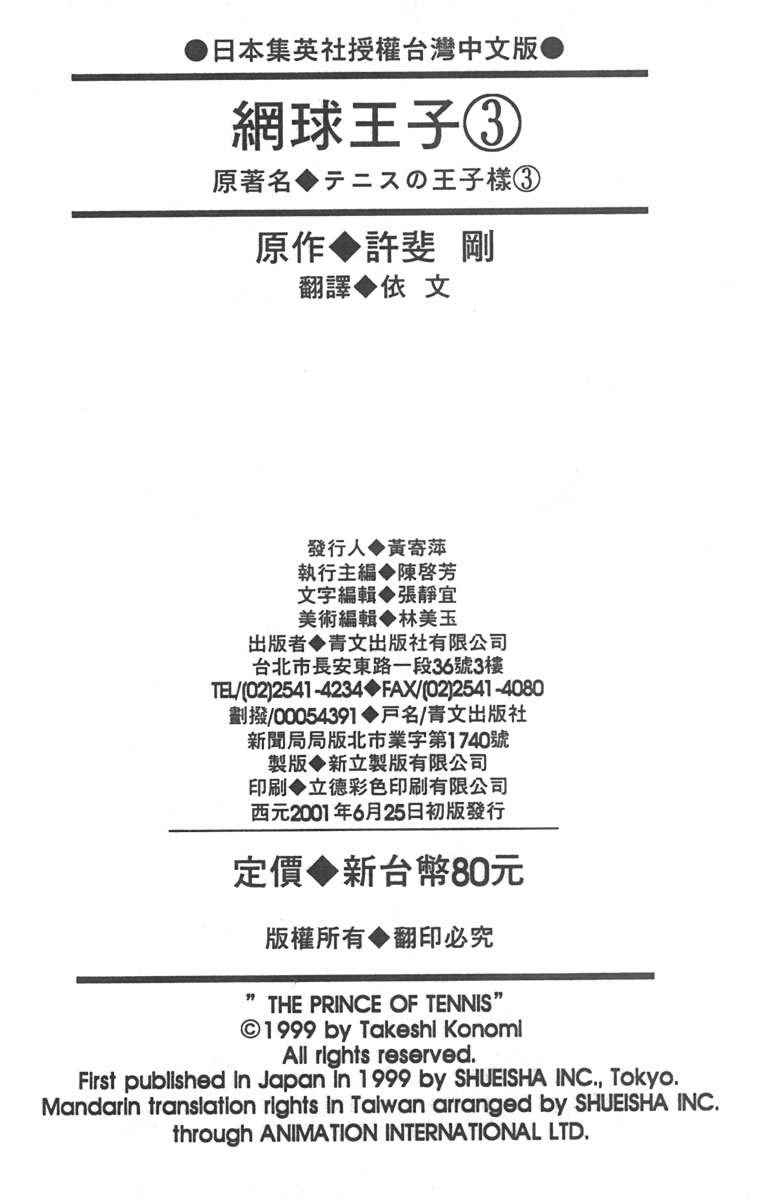 ●日本集英社授權台灣中文版●
網球王子③
原著名◆テニスの王子樣③
原作◆許斐 剛
翻譯◆依 文
發行人◆黃寄萍
執行主編◆陳啓芳
文字編輯◆張靜宜
美術編輯◆林美玉
出版者◆青文出版社有限公司
台北市長安東路一段36號3樓
TEL/(02)2541-4234◆FAX/(02)2541-4080
劃撥/00054391◆戶名/青文出版社
新聞局局版北市業字第1740號
製版◆新立製版有限公司
印刷◆立德彩色印刷有限公司
西元2001年6月25日初版發行
定價◆新台幣80元
版權所有◆翻印必究
” THE PRINCE OF TENNIS”
©1999 by Takeshi Konomi
All rights reserved.
First published in Japan in 1999 by SHUEISHA INC., Tokyo.
Mandarin translation rights in Taiwan arranged by SHUEISHA INC.
through ANIMATION INTERNATIONAL LTD.